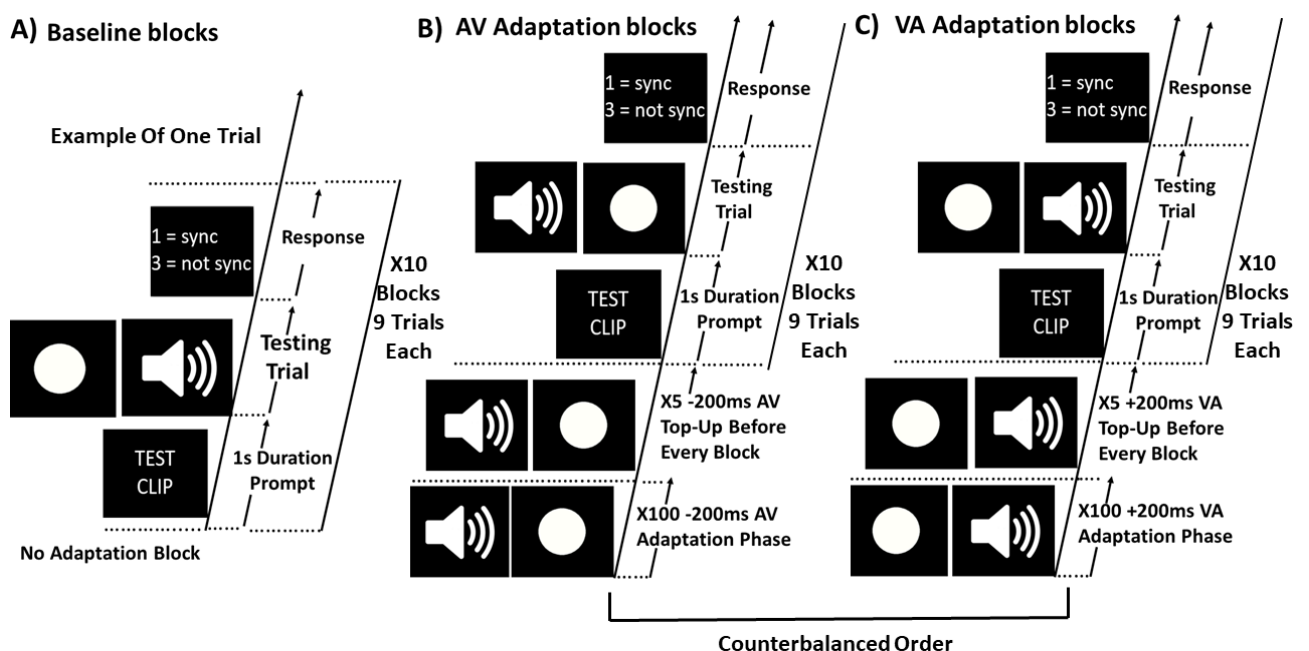 A) Baseline blocks
Example Of One Trial
1 = sync
3 = not sync
Response
Testing
Trial
TEST
CLIP
1s Duration
Prompt
X10
Blocks
9 Trials
Each
No Adaptation Block
B) AV Adaptation blocks
1 = sync
3 = not sync
Response
Testing
Trial
TEST
CLIP
1s Duration
Prompt
X10
Blocks
9 Trials
Each
X5 -200ms AV
Top-Up Before
Every Block
X100 -200ms AV
Adaptation Phase
C) VA Adaptation blocks
1 = sync
3 = not sync
Response
Testing
Trial
TEST
CLIP
1s Duration
Prompt
X10
Blocks
9 Trials
Each
X5 +200ms VA
Top-Up Before
Every Block
X100 +200ms VA
Adaptation Phase
Counterbalanced Order